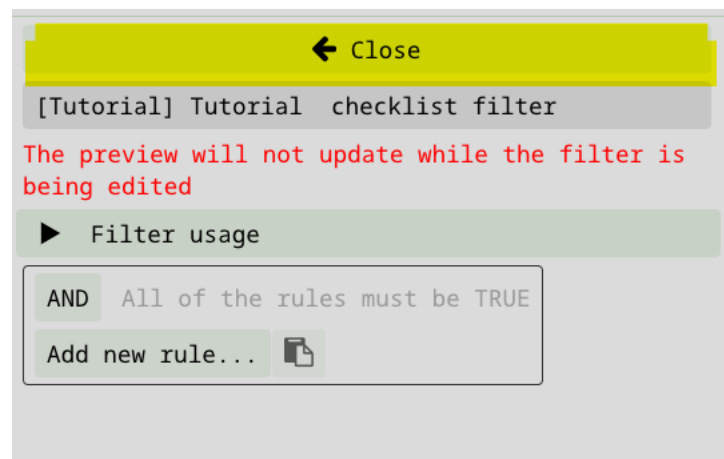 Close
[Tutorial] Tutorial  checklist filter
The preview will not update while the filter is
being edited
Filter usage
AND All of the rules must be TRUE
Add new rule...